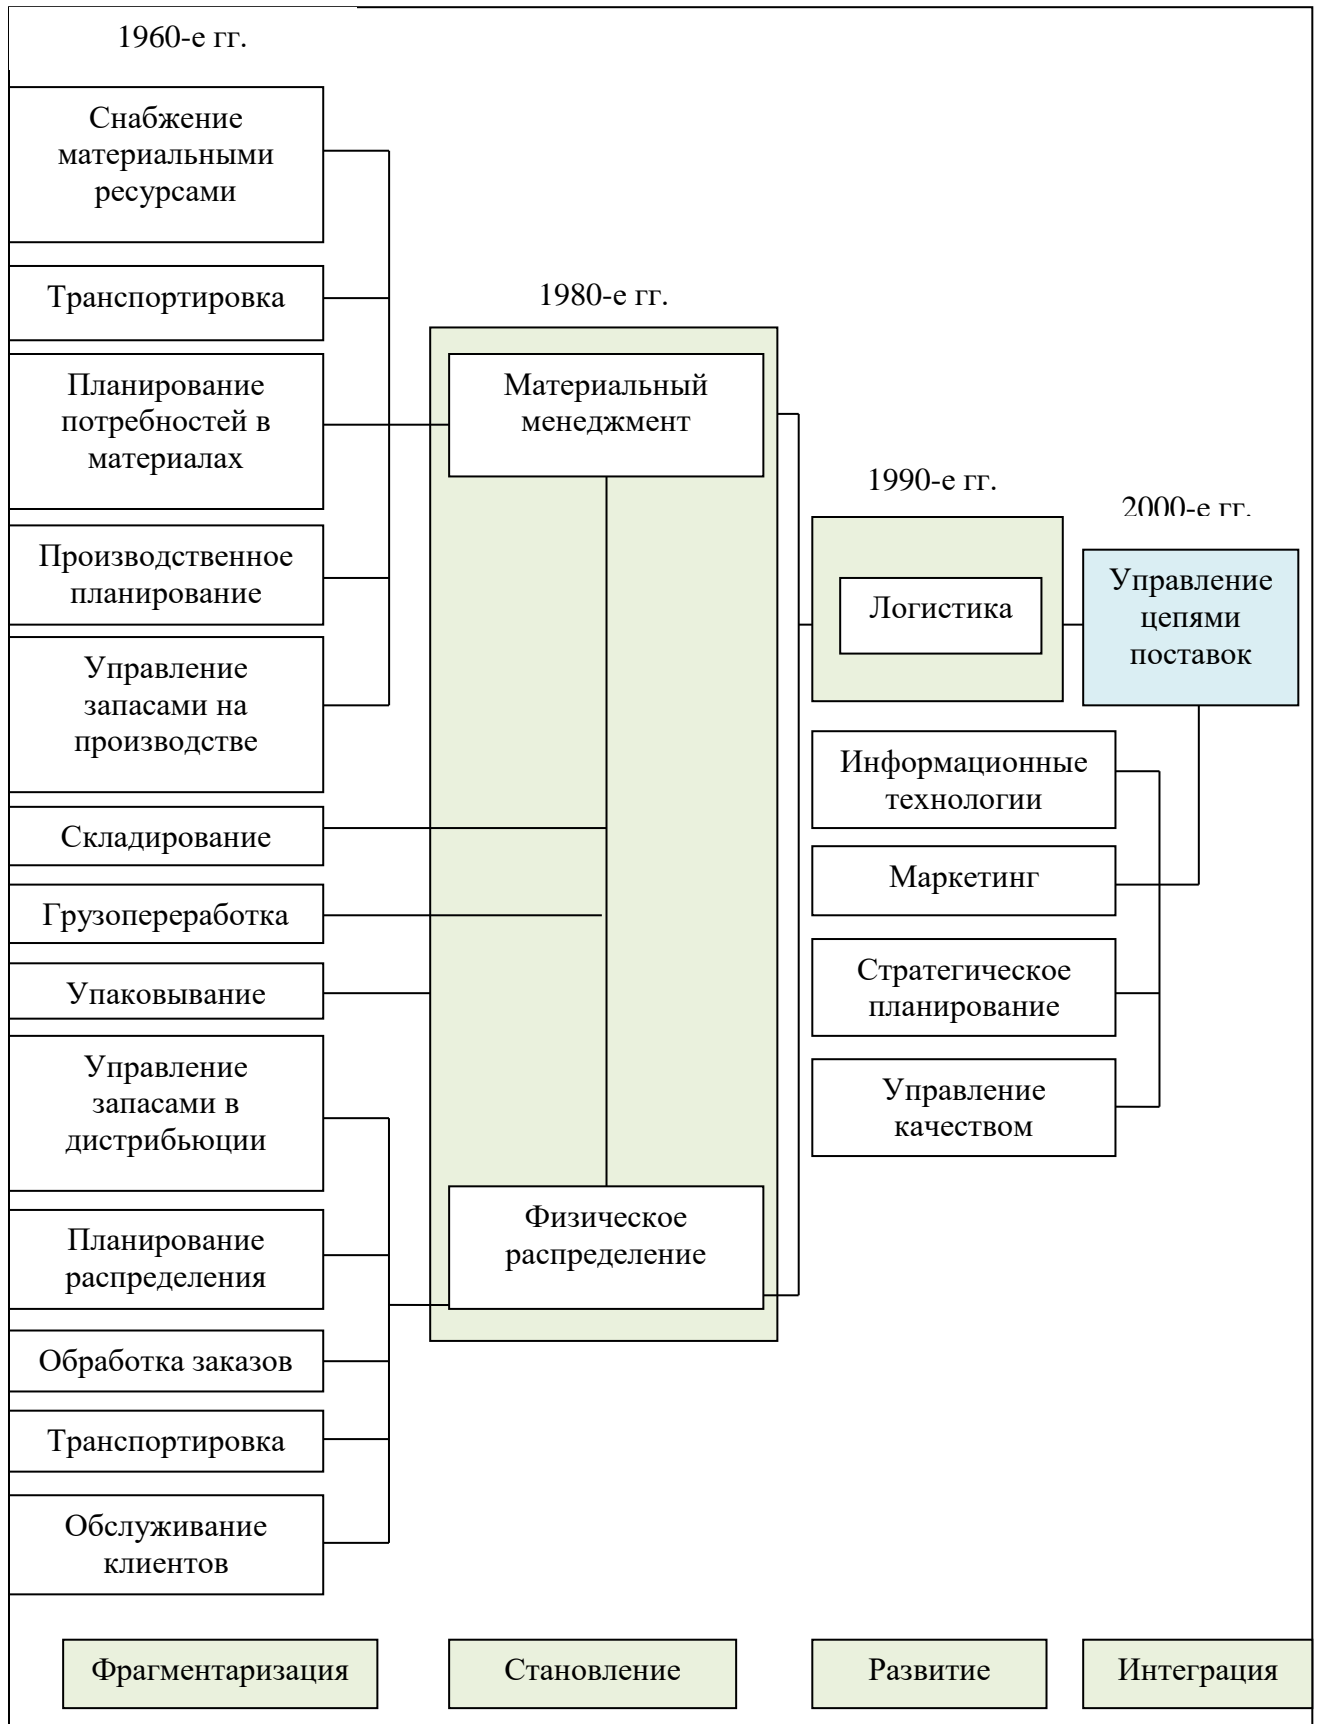 1960-е гг.
Снабжение
материальными
ресурсами
Транспортировка
Планирование
потребностей в
материалах
Производственное
планирование
Управление
запасами на
производстве
Складирование
Грузопереработка
Упаковывание
Управление
запасами в
дистрибьюции
Планирование
распределения
Обработка заказов
Транспортировка
Обслуживание
клиентов
1980-е гг.
Материальный
менеджмент
Физическое
распределение
1990-е гг.
Логистика
2000-е гг.
Управление
цепями
поставок
Информационные
технологии
Маркетинг
Стратегическое
планирование
Управление
качеством
Фрагментаризация
Становление
Развитие
Интеграция